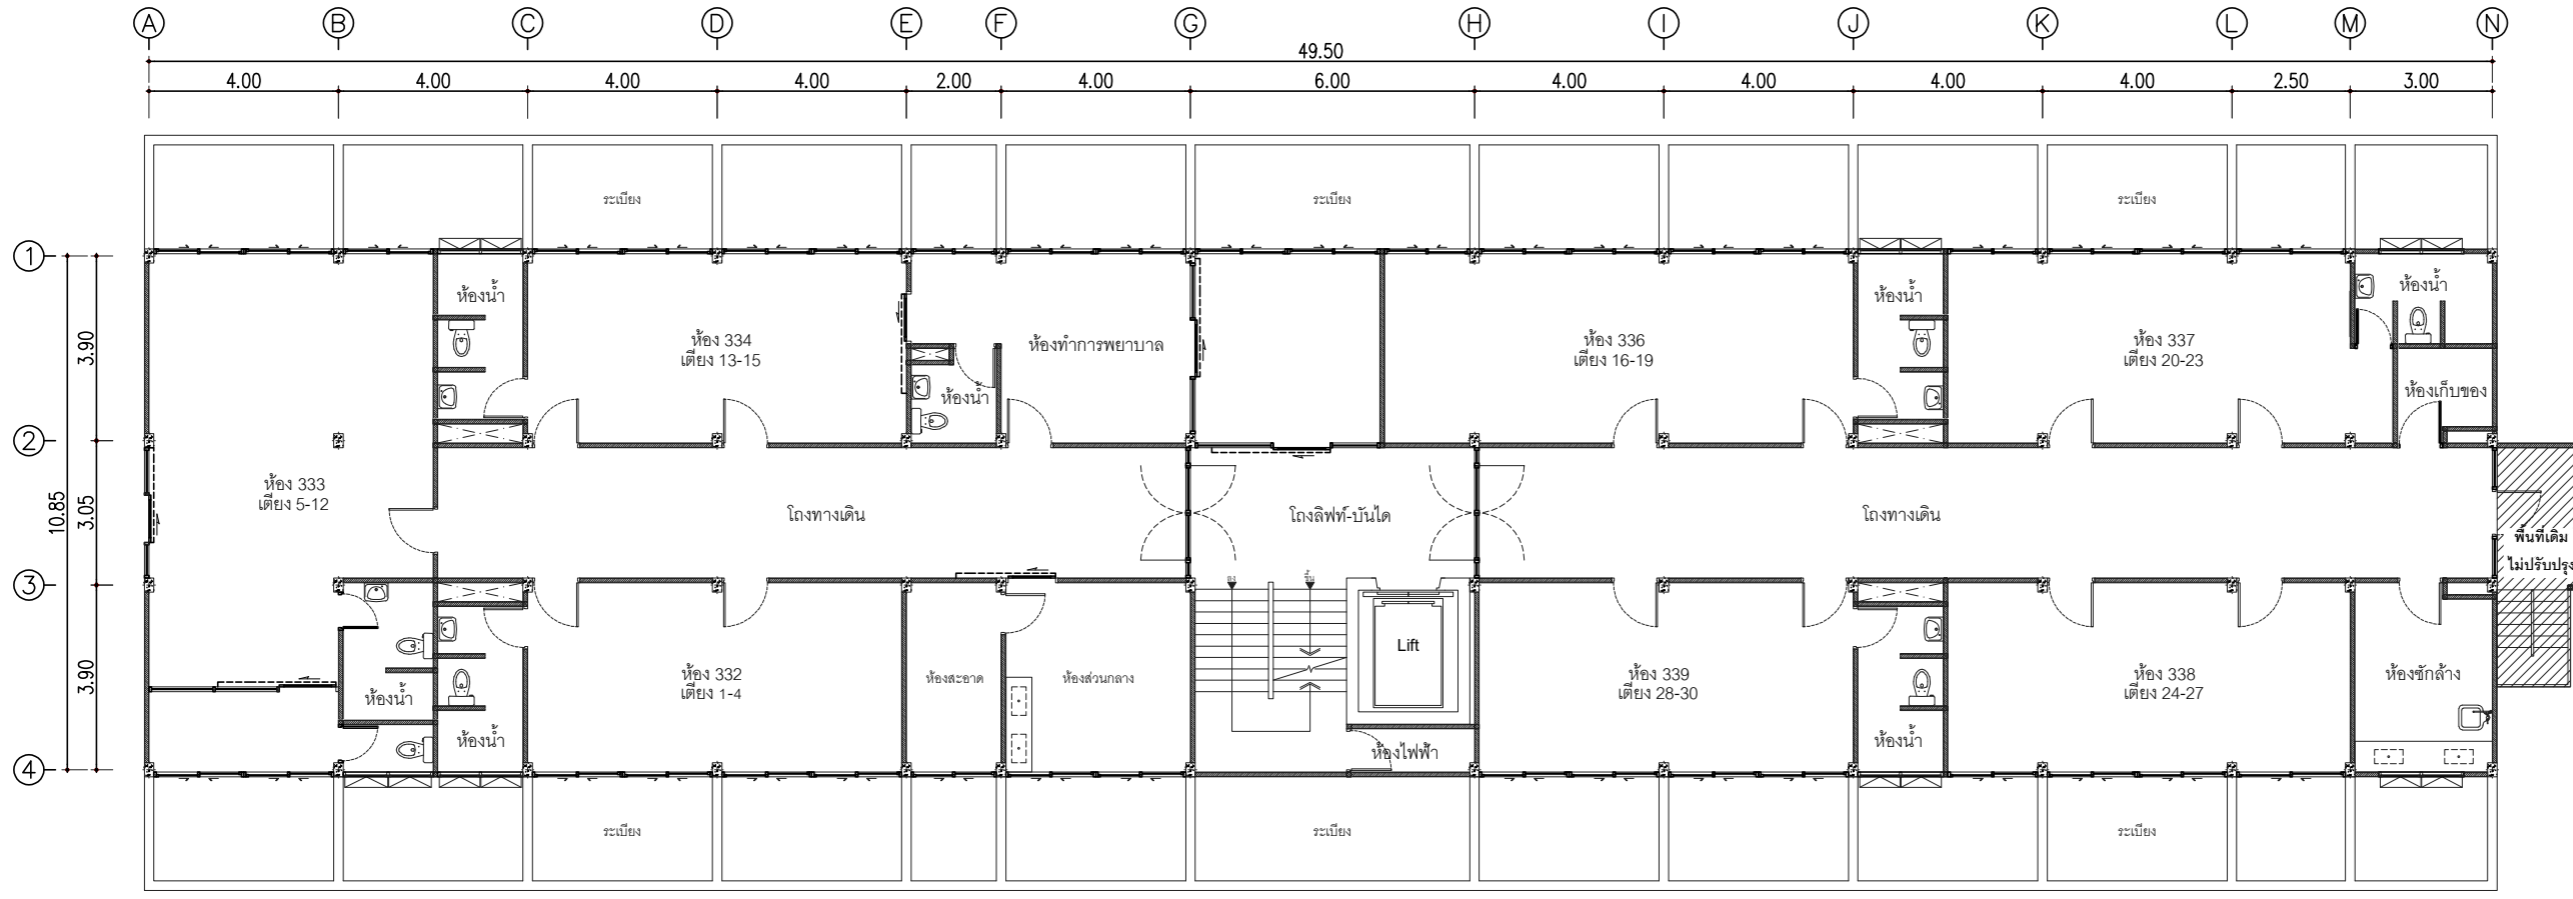 A B C D E F G H I J K L M N
49.50
4.00 4.00 4.00 4.00 2.00 4.00 6.00 4.00 4.00 4.00 4.00 2.50 3.00
ระเบียง ระเบียง ระเบียง
1
ห้องน้ำ ห้องน้ำ ห้องน้ำ
3.90
ห้อง 334
เตียง 13-15
ห้องทำการพยาบาล
ห้อง 336
เตียง 16-19
ห้อง 337
เตียง 20-23
ห้องน้ำ
ห้องเก็บของ
2
10.85
3.05
ห้อง 333
เตียง 5-12
โถงทางเดิน
โถงลิฟท์-บันได
โถงทางเดิน
พื้นที่เดิม
ไม่ปรับปรุง
3
3.90
ห้องน้ำ
ห้องน้ำ
ห้อง 332
เตียง 1-4
ห้องสะอาด
ห้องส่วนกลาง
Lift
ห้องไฟฟ้า
ห้อง 339
เตียง 28-30
ห้องน้ำ
ห้อง 338
เตียง 24-27
ห้องซักล้าง
4
ระเบียง ระเบียง ระเบียง